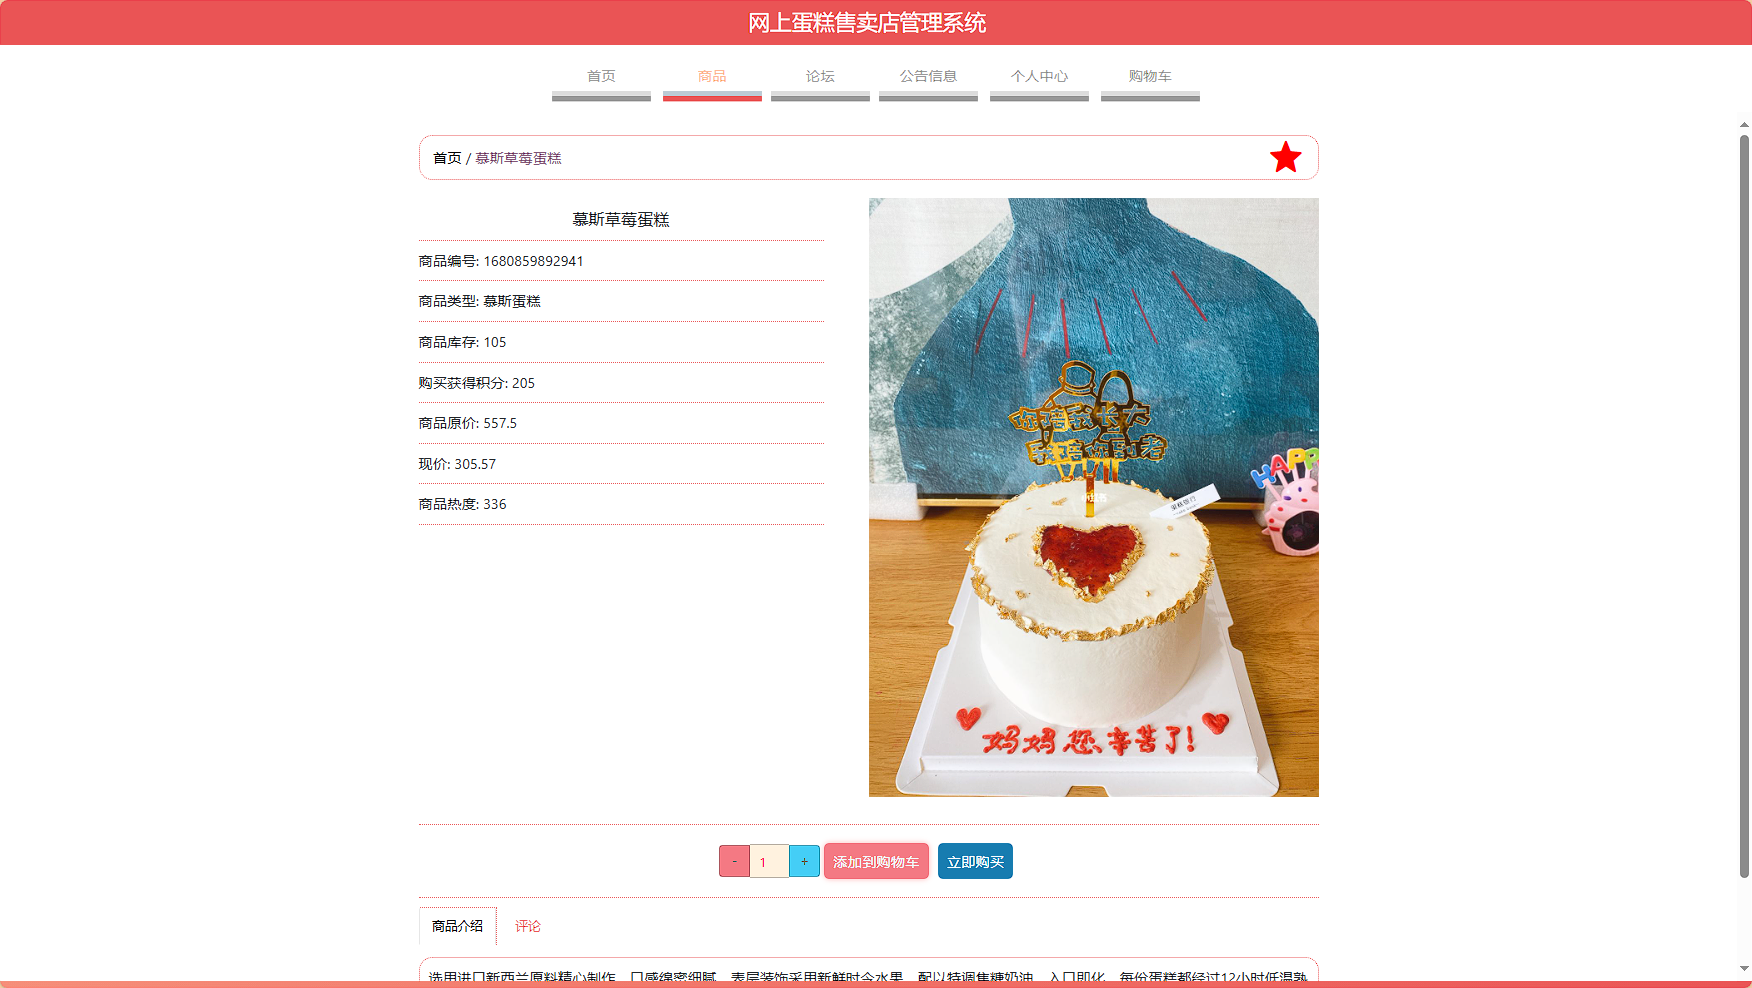 网上蛋糕售卖店管理系统
首页 商品 论坛 公告信息 个人中心 购物车
首页 / 慕斯草莓蛋糕
慕斯草莓蛋糕
商品编号: 1680859892941
商品类型: 慕斯蛋糕
商品库存: 105
购买获得积分: 205
商品原价: 557.5
现价: 305.57
商品热度: 336
你陪我长大
我陪你到老
HAPP
妈妈您辛苦了!
- 1 + 添加到购物车 立即购买
商品介绍 评论
选用进口新西兰原料精心制作，口感绵密细腻，表层装饰采用新鲜时令水果，配以特调焦糖奶油，入口即化，每份蛋糕都经过12小时低温熟